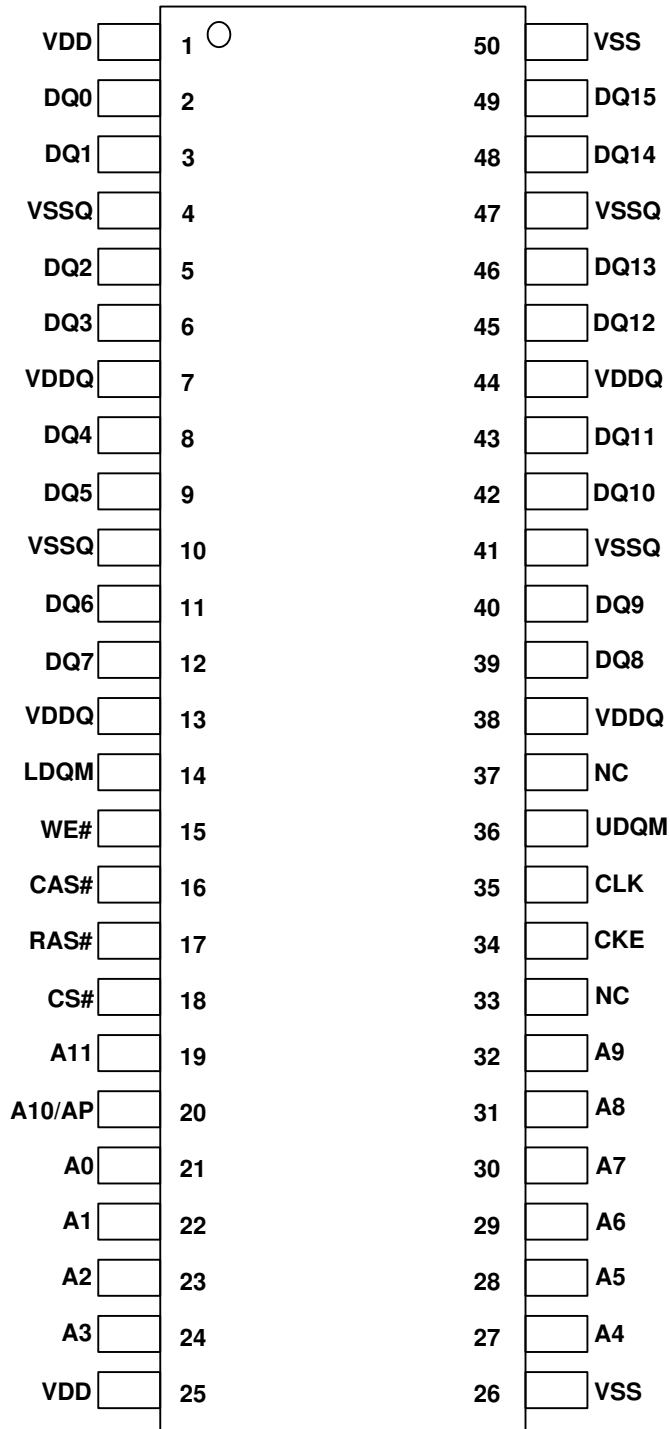 VDD 1 50 VSS
DQ0 2 49 DQ15
DQ1 3 48 DQ14
VSSQ 4 47 VSSQ
DQ2 5 46 DQ13
DQ3 6 45 DQ12
VDDQ 7 44 VDDQ
DQ4 8 43 DQ11
DQ5 9 42 DQ10
VSSQ 10 41 VSSQ
DQ6 11 40 DQ9
DQ7 12 39 DQ8
VDDQ 13 38 VDDQ
LDQM 14 37 NC
WE# 15 36 UDQM
CAS# 16 35 CLK
RAS# 17 34 CKE
CS# 18 33 NC
A11 19 32 A9
A10/AP 20 31 A8
A0 21 30 A7
A1 22 29 A6
A2 23 28 A5
A3 24 27 A4
VDD 25 26 VSS